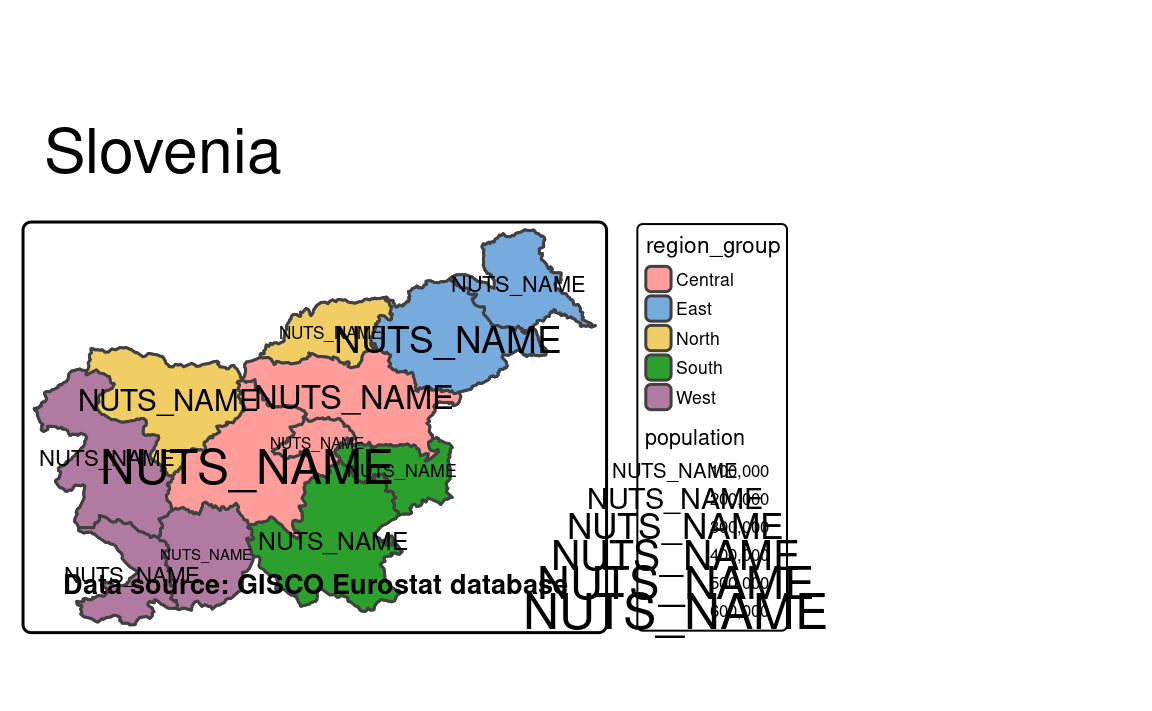 Slovenia
NUTS_NAME
NUTS_NAME
NUTS_NAME
NUTS_NAME
NUTS_NAME
NUTS_NAME
NUTS_NAME
NUTS_NAME
NUTS_NAME
NUTS_NAME
NUTS_NAME
NUTS_NAME
Data source: GISCO Eurostat database
region_group
Central
East
North
South
West
population
NUTS_NAME 100,000
NUTS_NAME 200,000
NUTS_NAME 300,000
NUTS_NAME 400,000
NUTS_NAME 500,000
NUTS_NAME 600,000